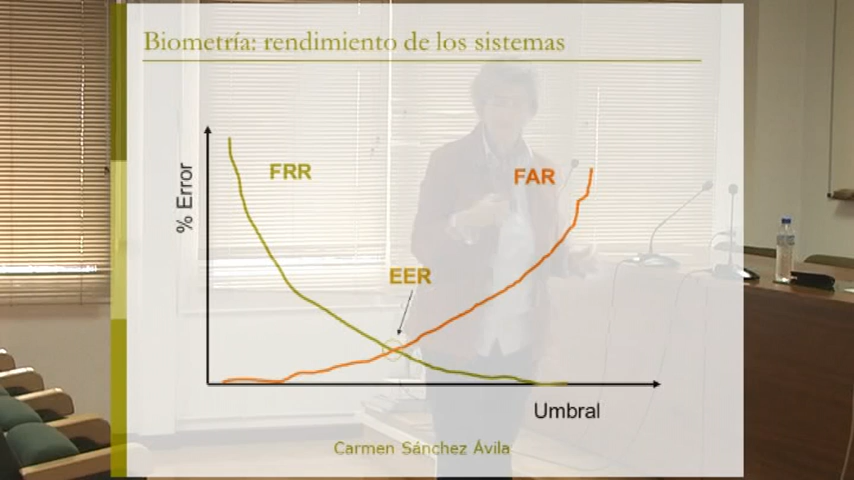 Biometría: rendimiento de los sistemas
% Error
FRR
FAR
EER
Umbral
Carmen Sánchez Ávila